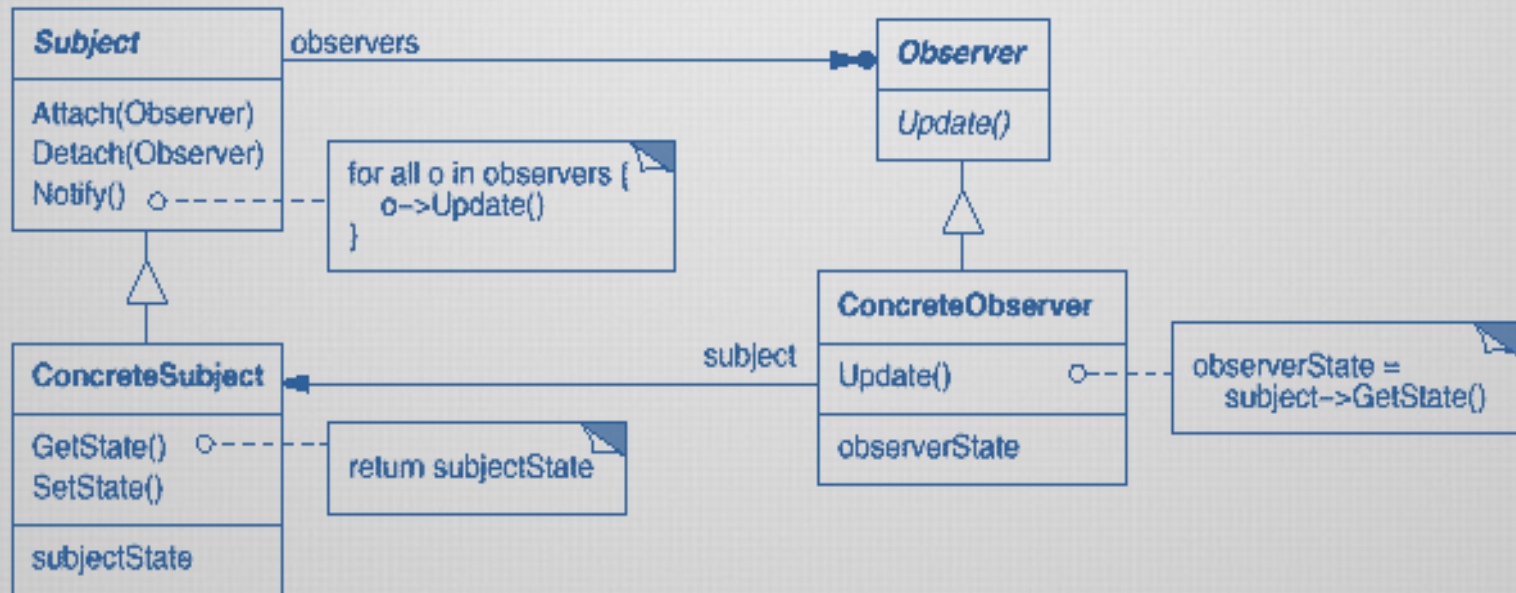 Subject
observers
Observer
Attach(Observer)
Detach(Observer)
Notify()
Update()
for all o in observers {
o->Update()
}
ConcreteObserver
subject
Update()
observerState
observerState =
subject->GetState()
ConcreteSubject
GetState()
SetState()
return subjectState
subjectState